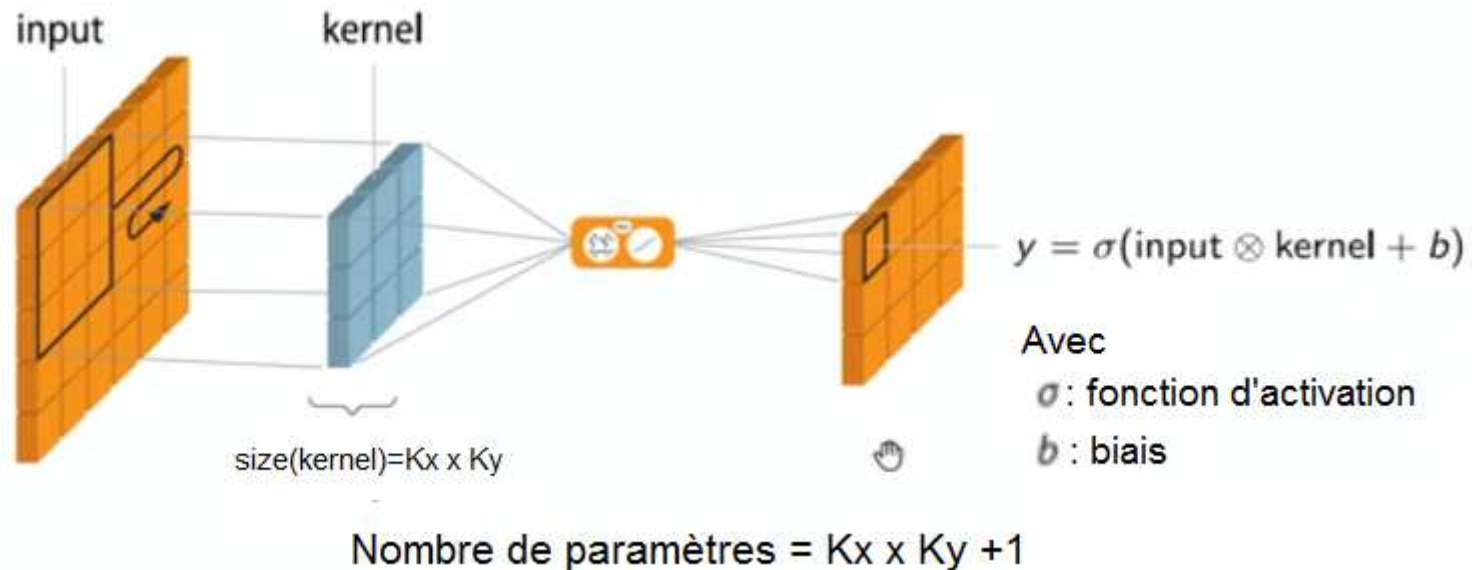 input kernel
y = σ(input ⊗ kernel + b)
Avec
σ : fonction d'activation
b : biais
size(kernel)=Kx x Ky
Nombre de paramètres = Kx x Ky +1